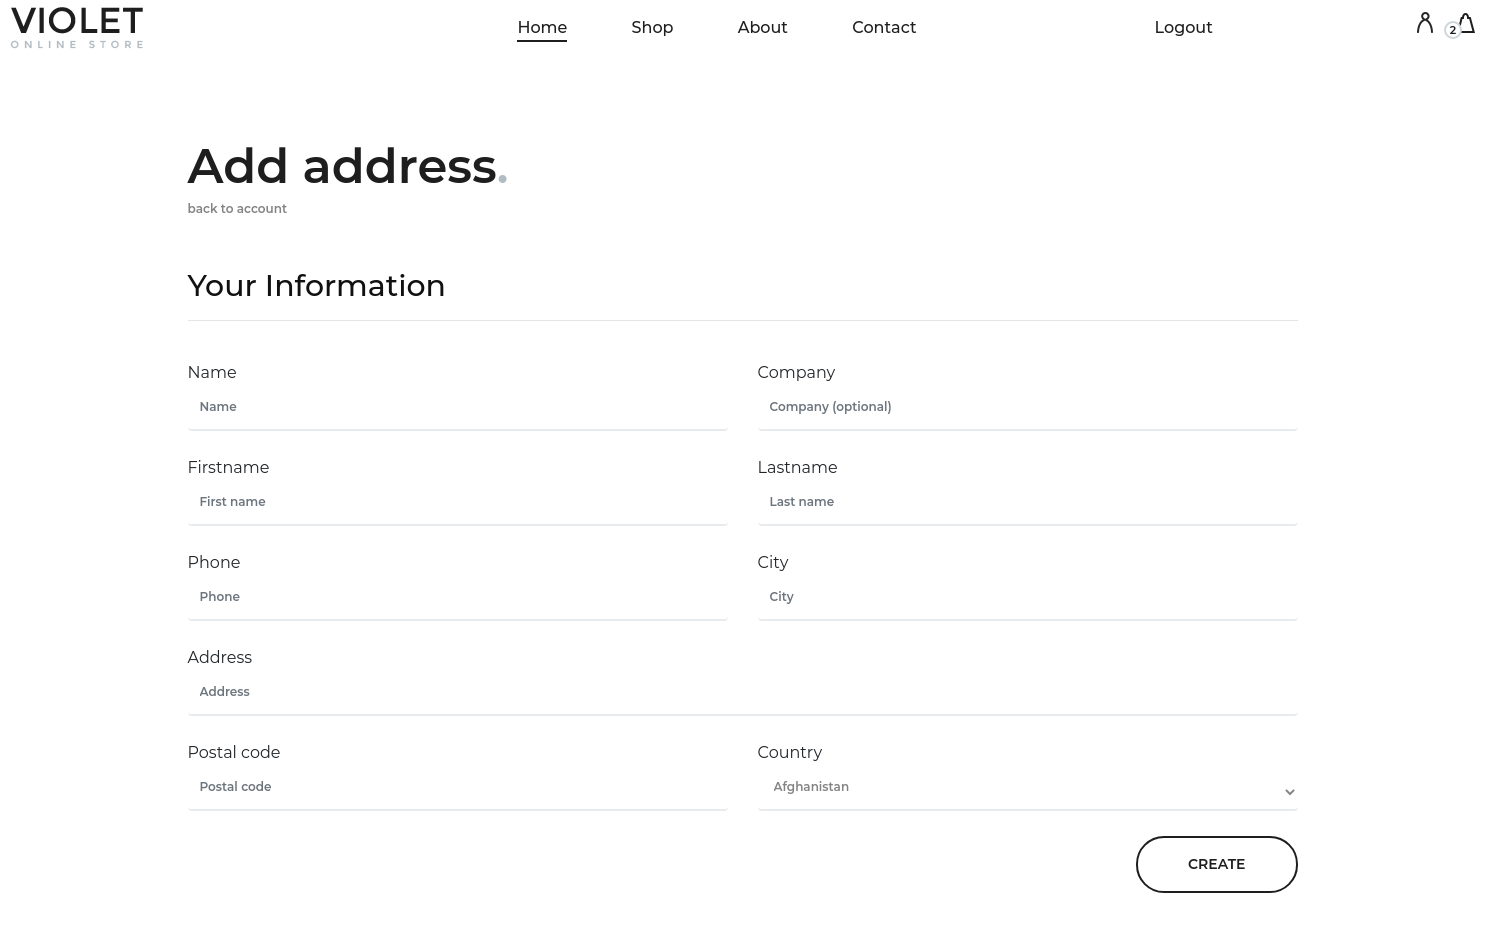 VIOLET
ONLINE STORE
Home Shop About Contact Logout 2
Add address.
back to account
Your Information
Name Company
Name Company (optional)
Firstname Lastname
First name Last name
Phone City
Phone City
Address
Address
Postal code Country
Postal code Afghanistan
CREATE